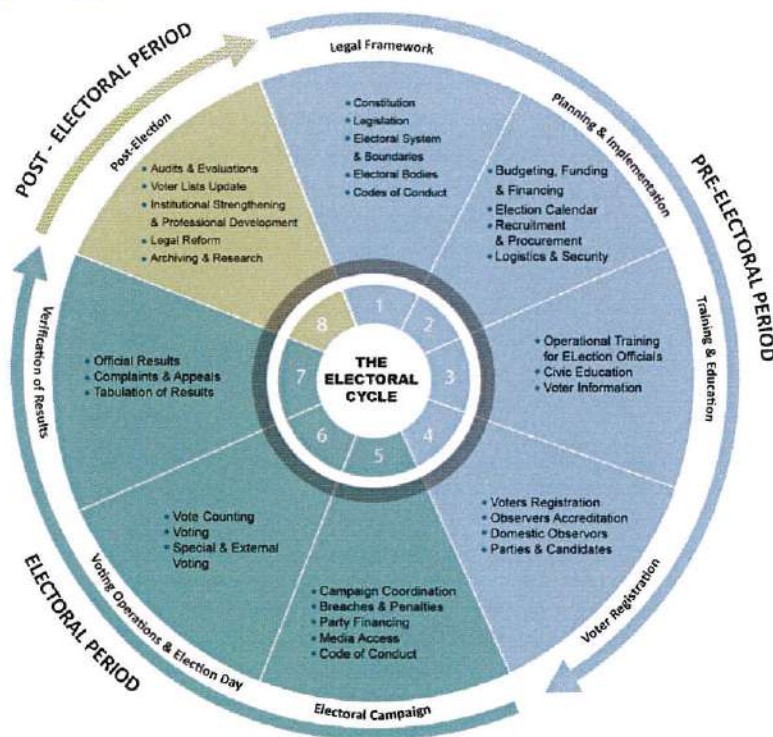 POST - ELECTORAL PERIOD
PRE-ELECTORAL PERIOD
ELECTORAL PERIOD
THE
ELECTORAL
CYCLE
1
Legal Framework
• Constitution
• Legislation
• Electoral System
& Boundaries
• Electoral Bodies
• Codes of Conduct
2
Planning & Implementation
• Budgeting, Funding
& Financing
• Election Calendar
• Recruitment
& Procurement
• Logistics & Security
3
Training & Education
• Operational Training
for ELection Officials
• Civic Education
• Voter Information
4
Voter Registration
• Voters Registration
• Observers Accreditation
• Domestic Observors
• Parties & Candidates
5
Electoral Campaign
• Campaign Coordination
• Breaches & Penalties
• Party Financing
• Media Access
• Code of Conduct
6
Voting Operations & Election Day
• Vote Counting
• Voting
• Special & External
Voting
7
Verification of Results
• Official Results
• Complaints & Appeals
• Tabulation of Results
8
Post-Election
• Audits & Evaluations
• Voter Lists Update
• Institutional Strengthening
& Professional Development
• Legal Reform
• Archiving & Research